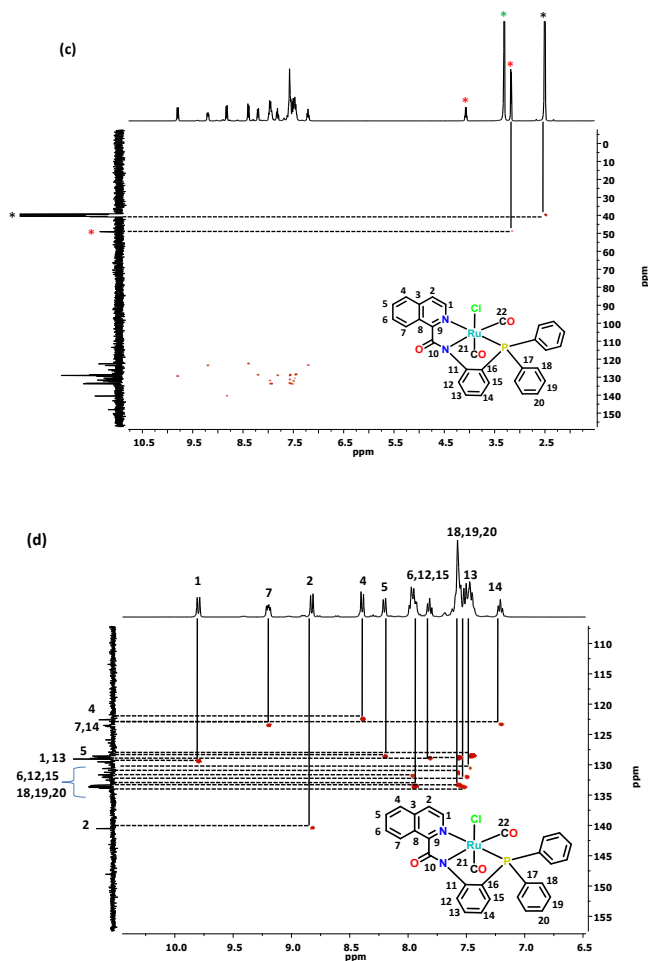 (c)
* *
*
*
0
10
20
30
* 40
* 50
60
70
80
90
100
110
120
130
140
150
ppm
4 3 2 1
5 6 7 8 9
N Cl 22 CO
Ru
O 10 N 21 CO P
11 16 17 18
12 15 19
13 14 20
10.5 9.5 8.5 7.5 6.5 5.5 4.5 3.5 2.5
ppm
(d)
18,19,20
1 7 2 4 5 6,12,15 13 14
110
115
4 120
7,14 125
5
1, 13 130
6,12,15
18,19,20 135
2 140
145
150
155
ppm
4 3 2 1
5 6 7 8 9
N Cl 22 CO
Ru
O 10 N 21 CO P
11 16 17 18
12 15 19
13 14 20
10.0 9.5 9.0 8.5 8.0 7.5 7.0 6.5
ppm